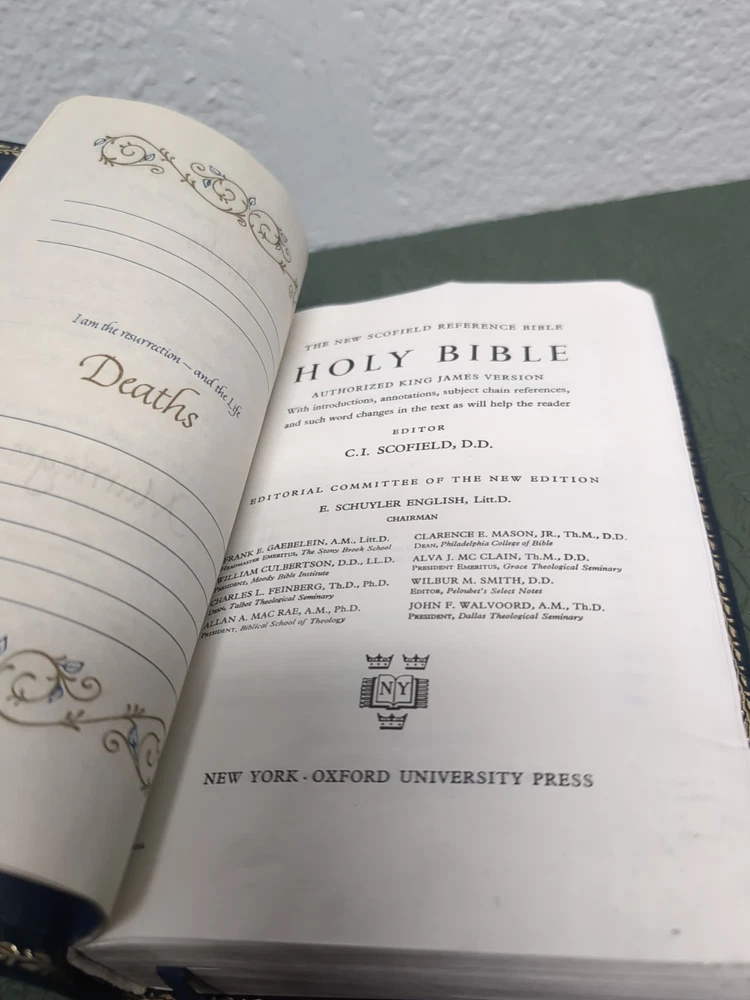 I am the resurrection — and the Life
Deaths
THE NEW SCOFIELD REFERENCE BIBLE
HOLY BIBLE
AUTHORIZED KING JAMES VERSION
With introductions, annotations, subject chain references,
and such word changes in the text as will help the reader
EDITOR
C.I. SCOFIELD, D.D.
EDITORIAL COMMITTEE OF THE NEW EDITION
E. SCHUYLER ENGLISH, Litt.D.
CHAIRMAN
FRANK E. GAEBELEIN, A.M., Litt.D.
HEADMASTER EMERITUS, The Stony Brook School
WILLIAM CULBERTSON, D.D., LL.D.
PRESIDENT, Moody Bible Institute
CHARLES L. FEINBERG, Th.D., Ph.D.
DEAN, Talbot Theological Seminary
ALLAN A. MAC RAE, A.M., Ph.D.
PRESIDENT, Biblical School of Theology
CLARENCE E. MASON, JR., Th.M., D.D.
DEAN, Philadelphia College of Bible
ALVA J. MC CLAIN, Th.M., D.D.
PRESIDENT EMERITUS, Grace Theological Seminary
WILBUR M. SMITH, D.D.
EDITOR, Peloubet's Select Notes
JOHN F. WALVOORD, A.M., Th.D.
PRESIDENT, Dallas Theological Seminary
NY
NEW YORK · OXFORD UNIVERSITY PRESS